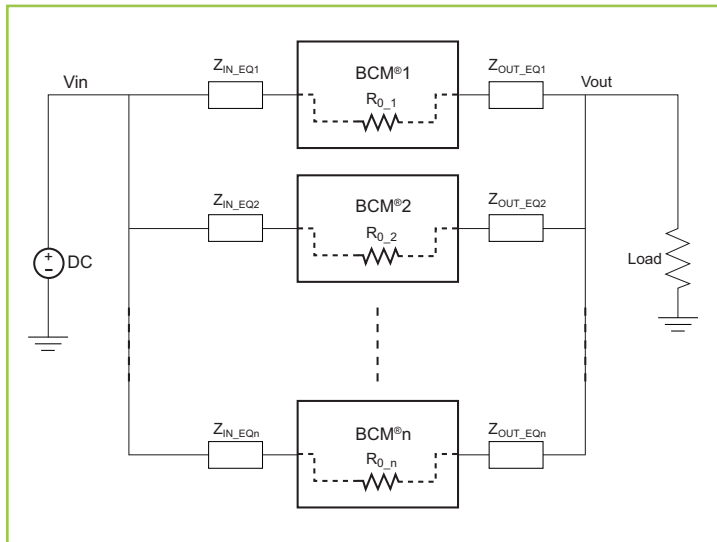 Vin
Z_IN_EQ1
BCM®1
R_0_1
Z_OUT_EQ1
Vout
Z_IN_EQ2
BCM®2
R_0_2
Z_OUT_EQ2
+
–
DC
Load
Z_IN_EQn
BCM®n
R_0_n
Z_OUT_EQn